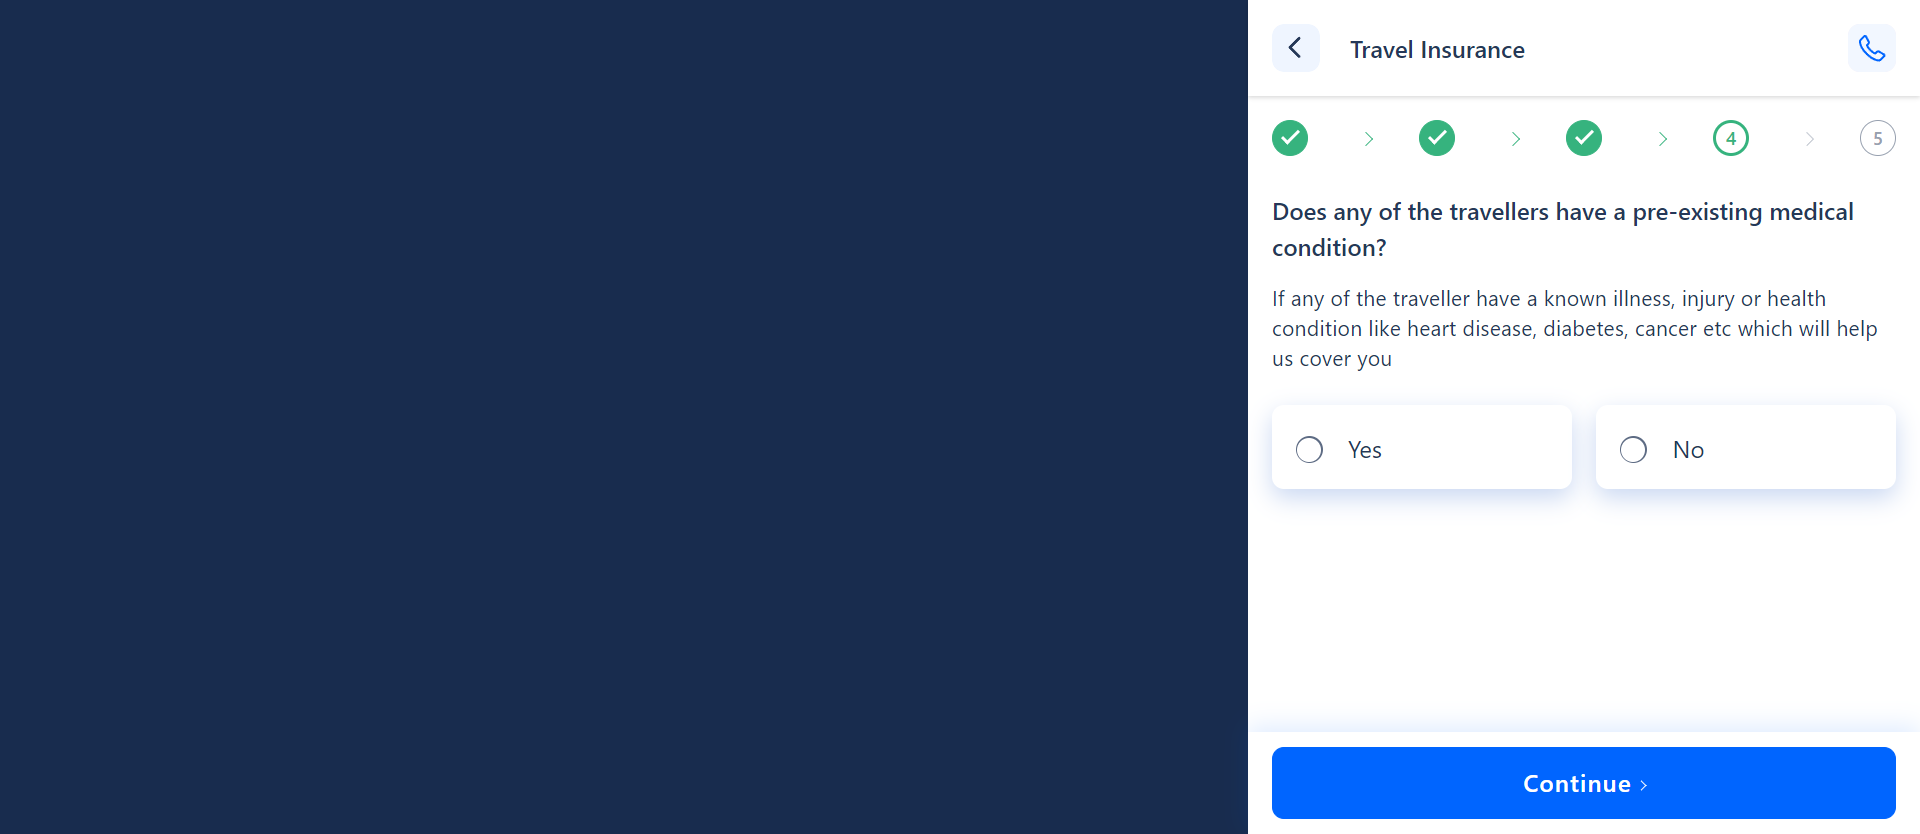 Travel Insurance
4
5
Does any of the travellers have a pre-existing medical
condition?
If any of the traveller have a known illness, injury or health
condition like heart disease, diabetes, cancer etc which will help
us cover you
Yes
No
Continue ›